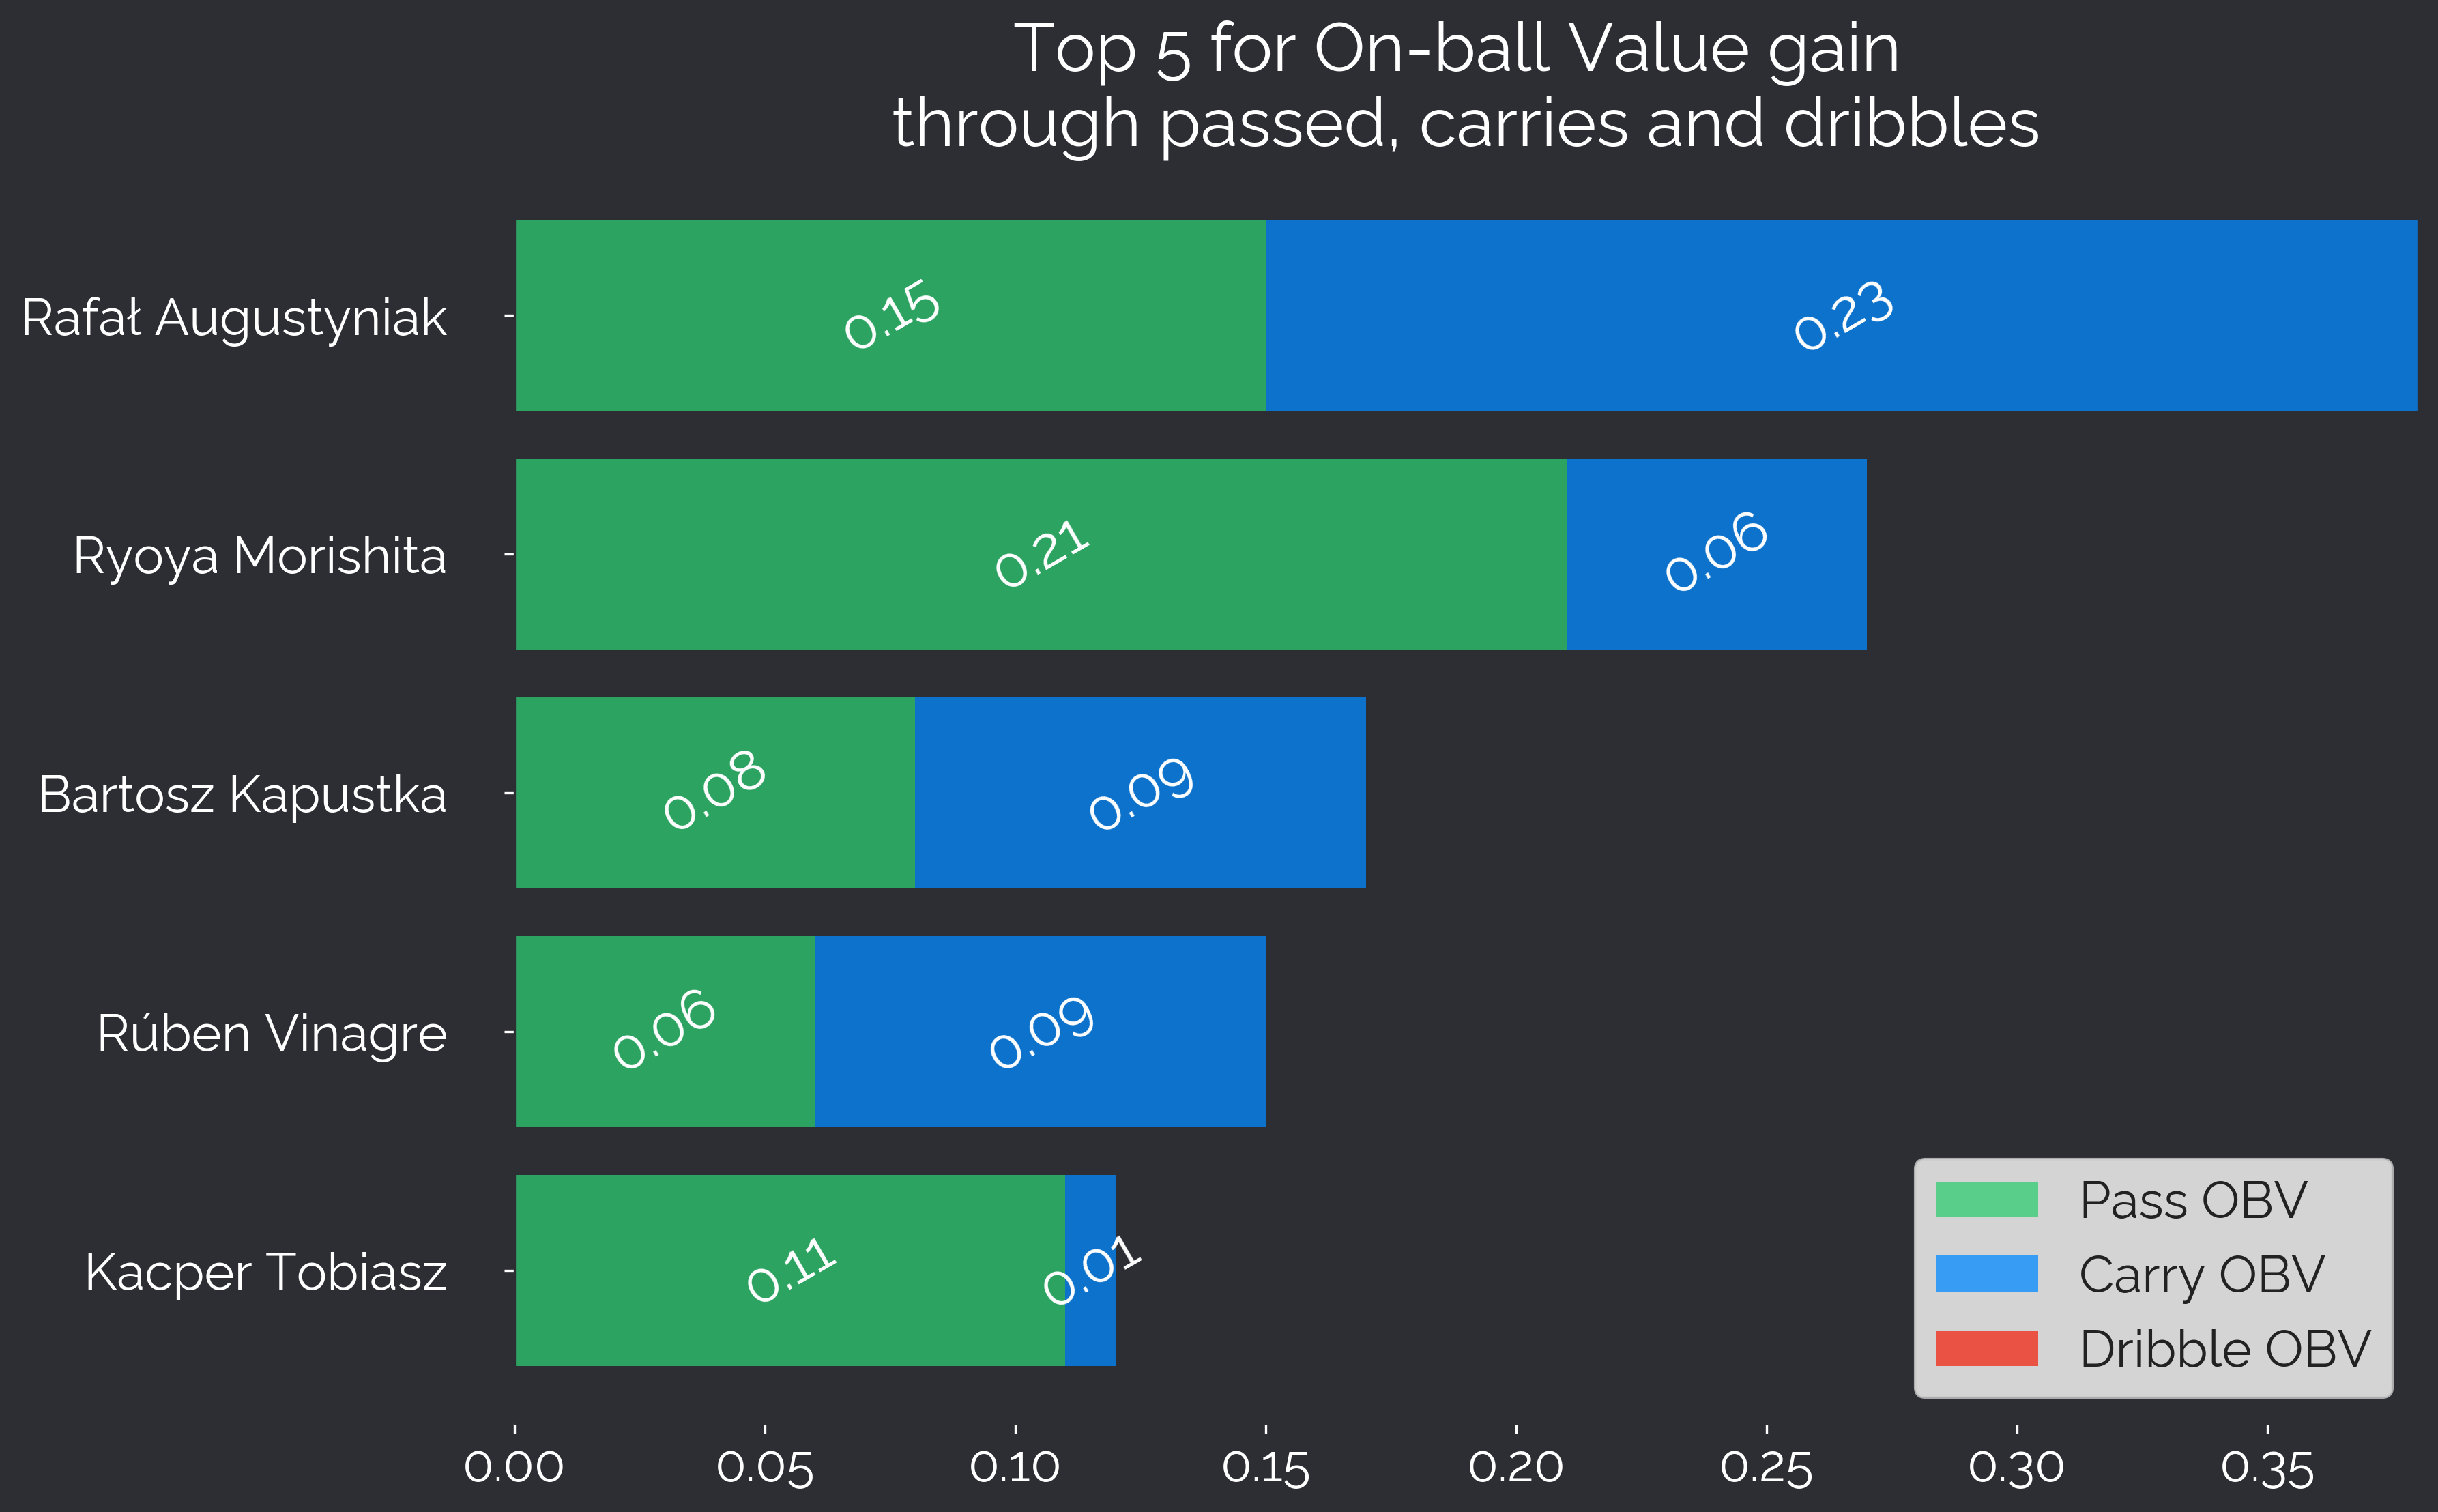 Top 5 for On-ball Value gain
through passed, carries and dribbles
Rafał Augustyniak
0.15
0.23
Ryoya Morishita
0.21
0.06
Bartosz Kapustka
0.08
0.09
Rúben Vinagre
0.06
0.09
Kacper Tobiasz
0.11
0.01
Pass OBV
Carry OBV
Dribble OBV
0.00 0.05 0.10 0.15 0.20 0.25 0.30 0.35